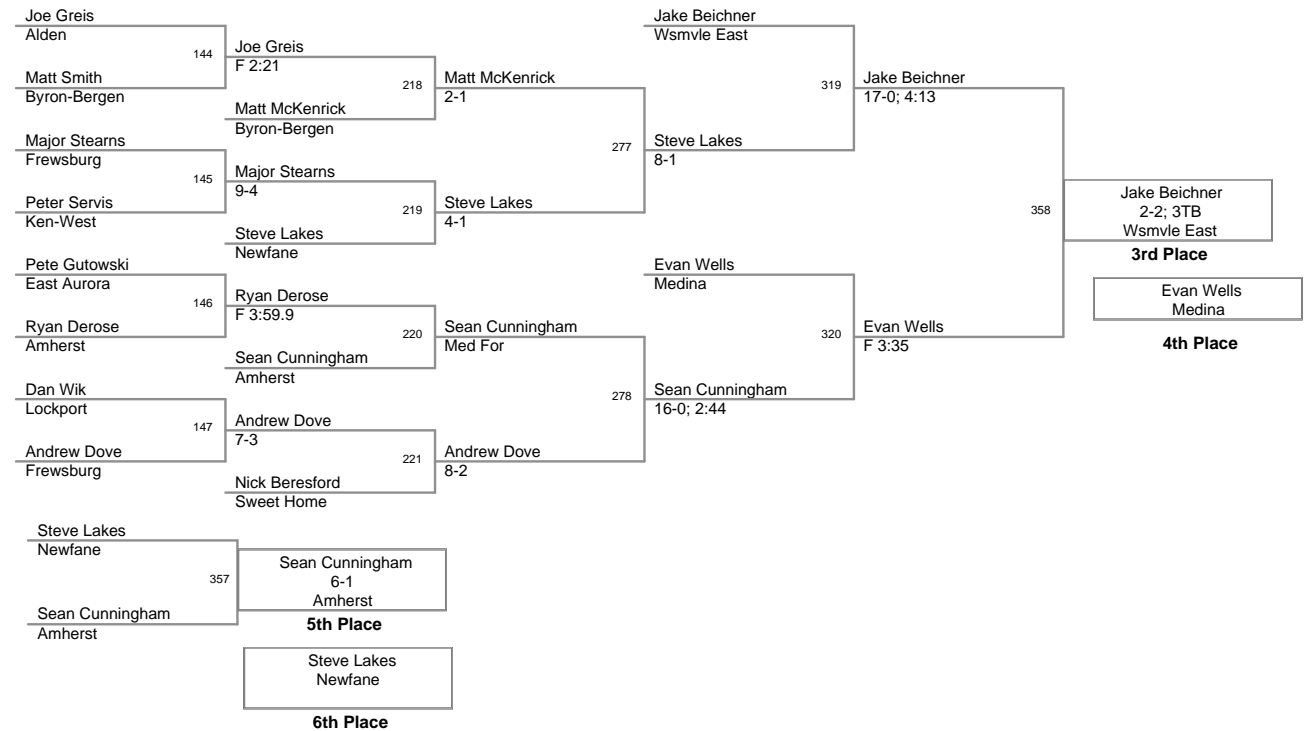 Joe Greis
Alden
144
Matt Smith
Byron-Bergen
Major Stearns
Frewsburg
145
Peter Servis
Ken-West
Pete Gutowski
East Aurora
146
Ryan Derose
Amherst
Dan Wik
Lockport
147
Andrew Dove
Frewsburg
Joe Greis
F 2:21
218
Matt McKenrick
Byron-Bergen
Major Stearns
9-4
219
Steve Lakes
Newfane
Ryan Derose
F 3:59.9
220
Sean Cunningham
Amherst
Andrew Dove
7-3
221
Nick Beresford
Sweet Home
Matt McKenrick
2-1
277
Steve Lakes
4-1
Sean Cunningham
Med For
278
Andrew Dove
8-2
Jake Beichner
Wsmvle East
319
Steve Lakes
8-1
Evan Wells
Medina
320
Sean Cunningham
16-0; 2:44
Jake Beichner
17-0; 4:13
358
Evan Wells
F 3:35
Jake Beichner
2-2; 3TB
Wsmvle East
3rd Place
Evan Wells
Medina
4th Place
Steve Lakes
Newfane
357
Sean Cunningham
Amherst
Sean Cunningham
6-1
Amherst
5th Place
Steve Lakes
Newfane
6th Place